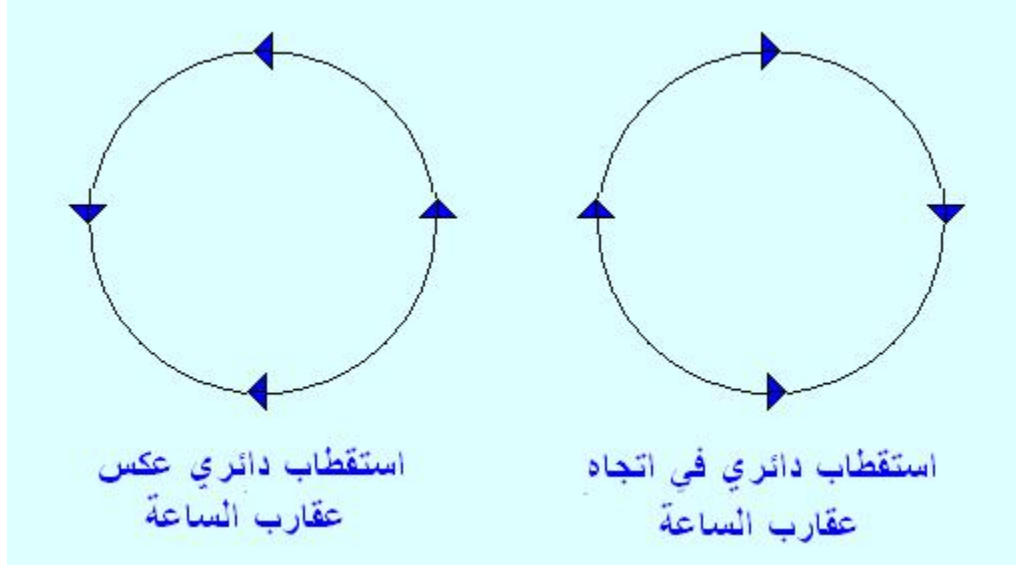 استقطاب دائري في اتجاه
عقارب الساعة
استقطاب دائري عكس
عقارب الساعة